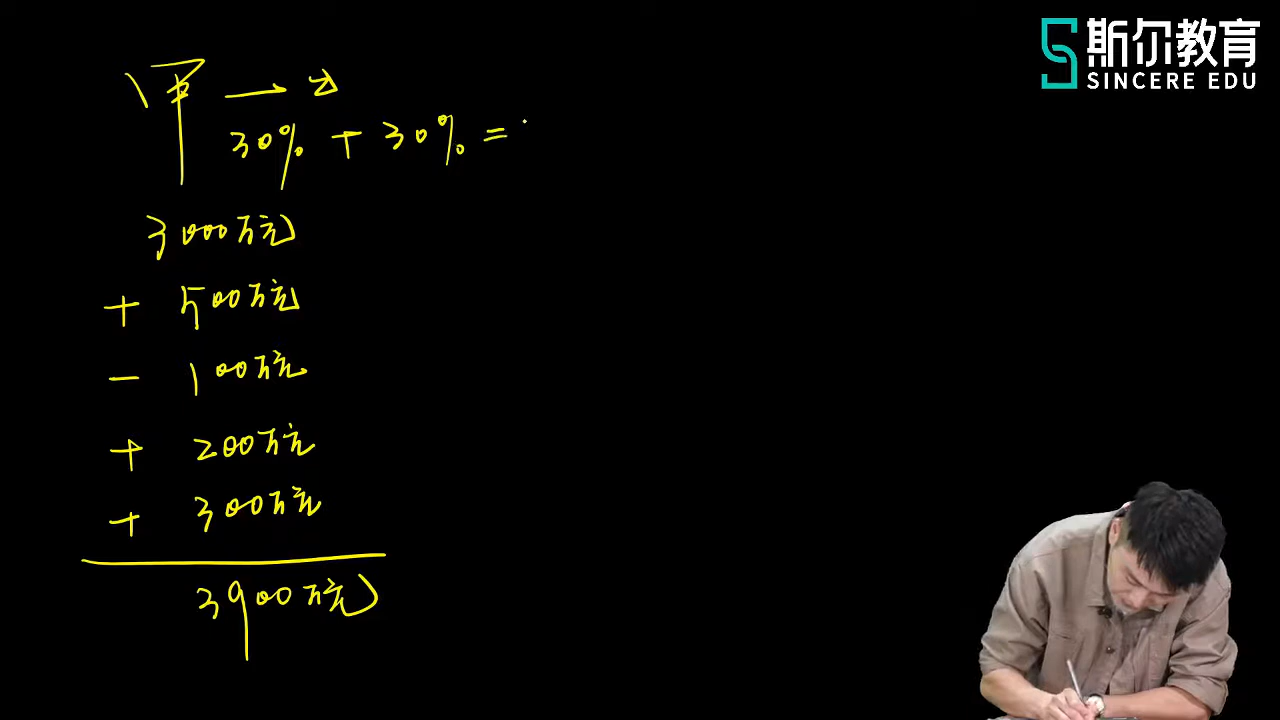 斯尔教育
SINCERE EDU
甲 → 乙
30% + 30% =
3000万元
+ 500万元
- 100万元
+ 200万元
+ 300万元
3900万元